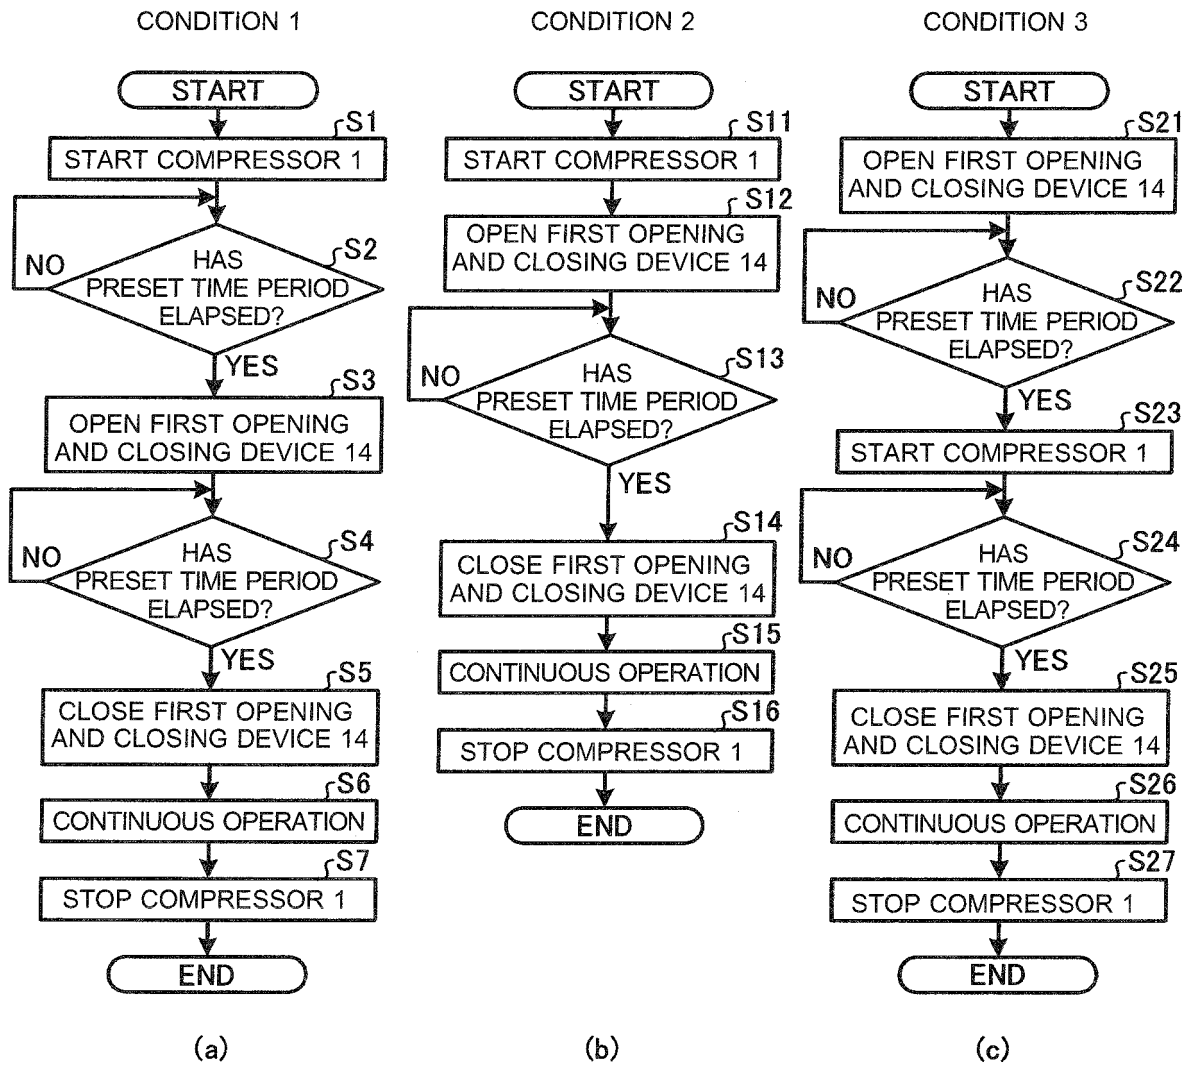 CONDITION 1
START
S1
START COMPRESSOR 1
S2
NO
HAS
PRESET TIME PERIOD
ELAPSED?
YES
S3
OPEN FIRST OPENING
AND CLOSING DEVICE 14
S4
NO
HAS
PRESET TIME PERIOD
ELAPSED?
YES
S5
CLOSE FIRST OPENING
AND CLOSING DEVICE 14
S6
CONTINUOUS OPERATION
S7
STOP COMPRESSOR 1
END
(a)
CONDITION 2
START
S11
START COMPRESSOR 1
S12
OPEN FIRST OPENING
AND CLOSING DEVICE 14
S13
NO
HAS
PRESET TIME PERIOD
ELAPSED?
YES
S14
CLOSE FIRST OPENING
AND CLOSING DEVICE 14
S15
CONTINUOUS OPERATION
S16
STOP COMPRESSOR 1
END
(b)
CONDITION 3
START
S21
OPEN FIRST OPENING
AND CLOSING DEVICE 14
S22
NO
HAS
PRESET TIME PERIOD
ELAPSED?
YES
S23
START COMPRESSOR 1
S24
NO
HAS
PRESET TIME PERIOD
ELAPSED?
YES
S25
CLOSE FIRST OPENING
AND CLOSING DEVICE 14
S26
CONTINUOUS OPERATION
S27
STOP COMPRESSOR 1
END
(c)